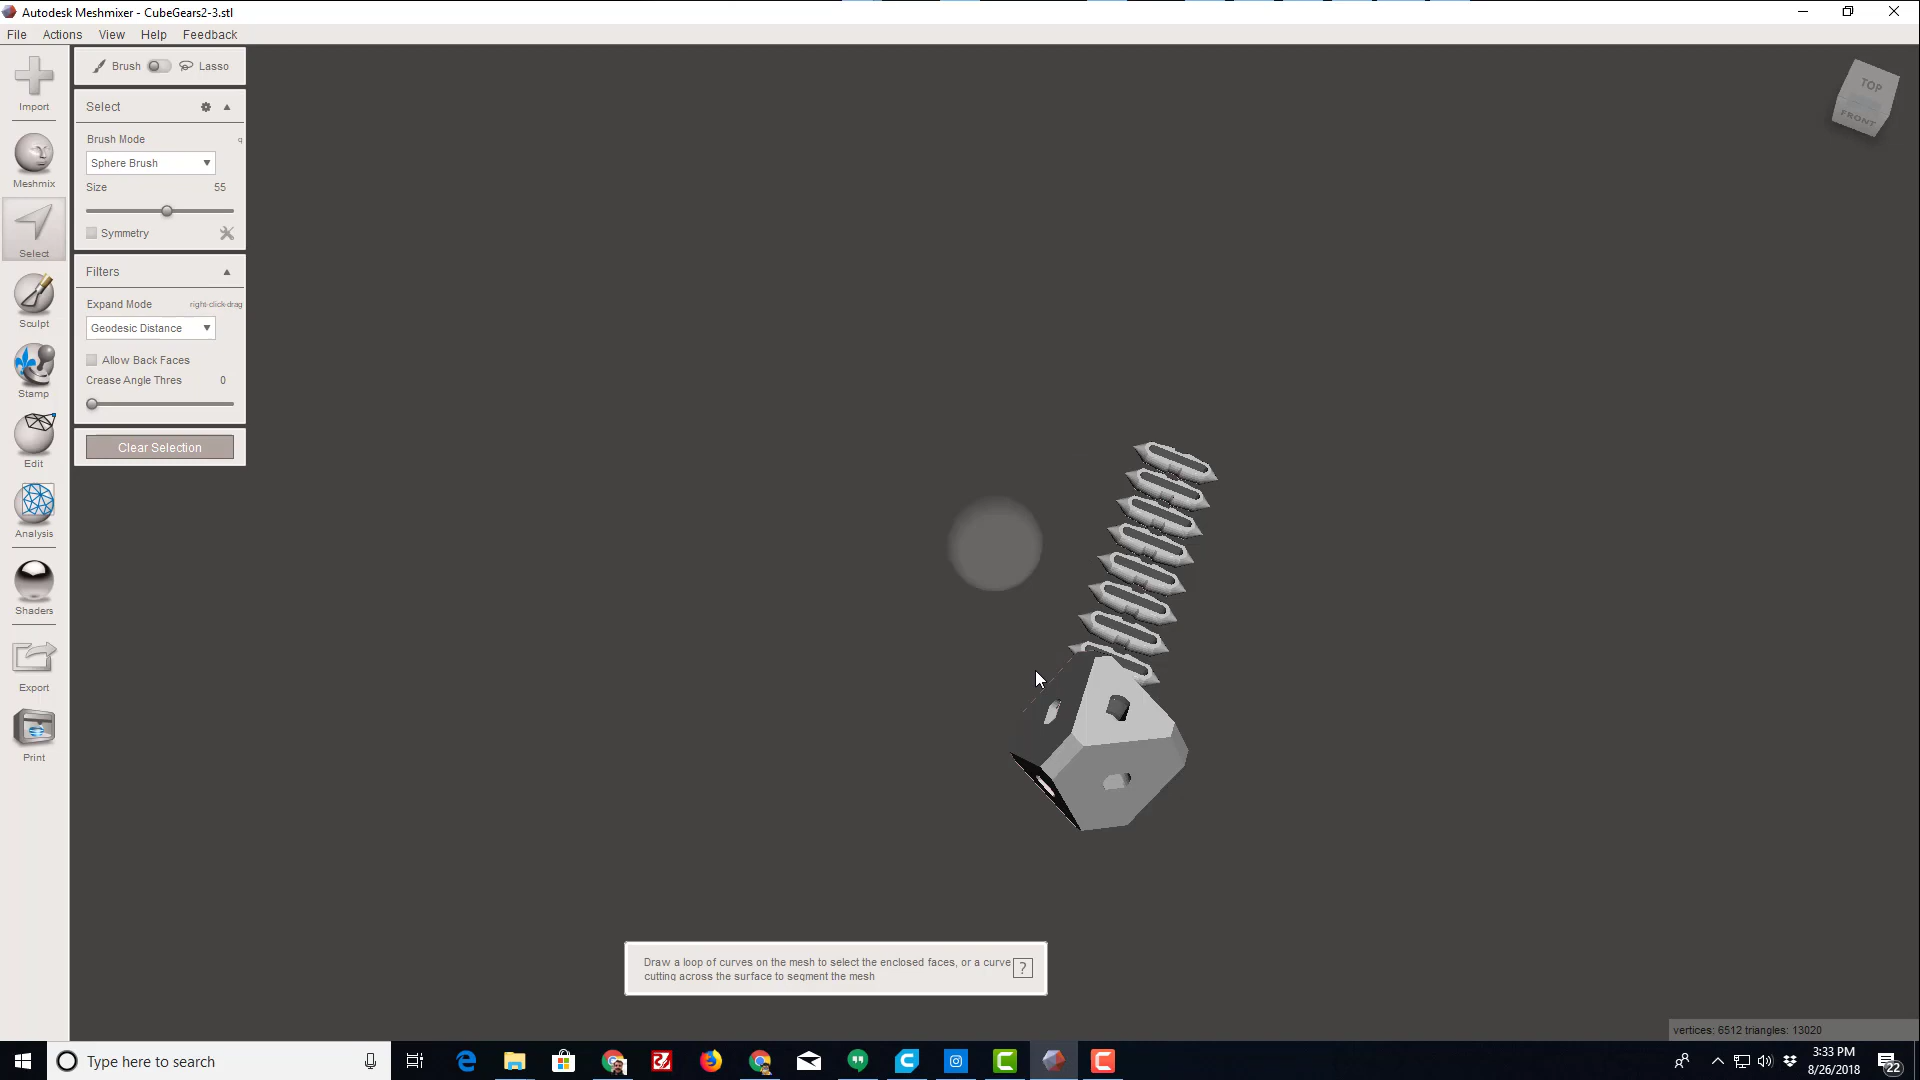 Autodesk Meshmixer - CubeGears2-3.stl
File Actions View Help Feedback
Brush Lasso
Import
Meshmix
Select
Sculpt
Stamp
Edit
Analysis
Shaders
Export
Print
Select
Brush Mode q
Sphere Brush
Size 55
Symmetry
Filters
Expand Mode right-click-drag
Geodesic Distance
Allow Back Faces
Crease Angle Thres 0
Clear Selection
TOP
FRONT
Draw a loop of curves on the mesh to select the enclosed faces, or a curve
cutting across the surface to segment the mesh
?
vertices: 6512 triangles: 13020
Type here to search
3:33 PM
8/26/2018
22